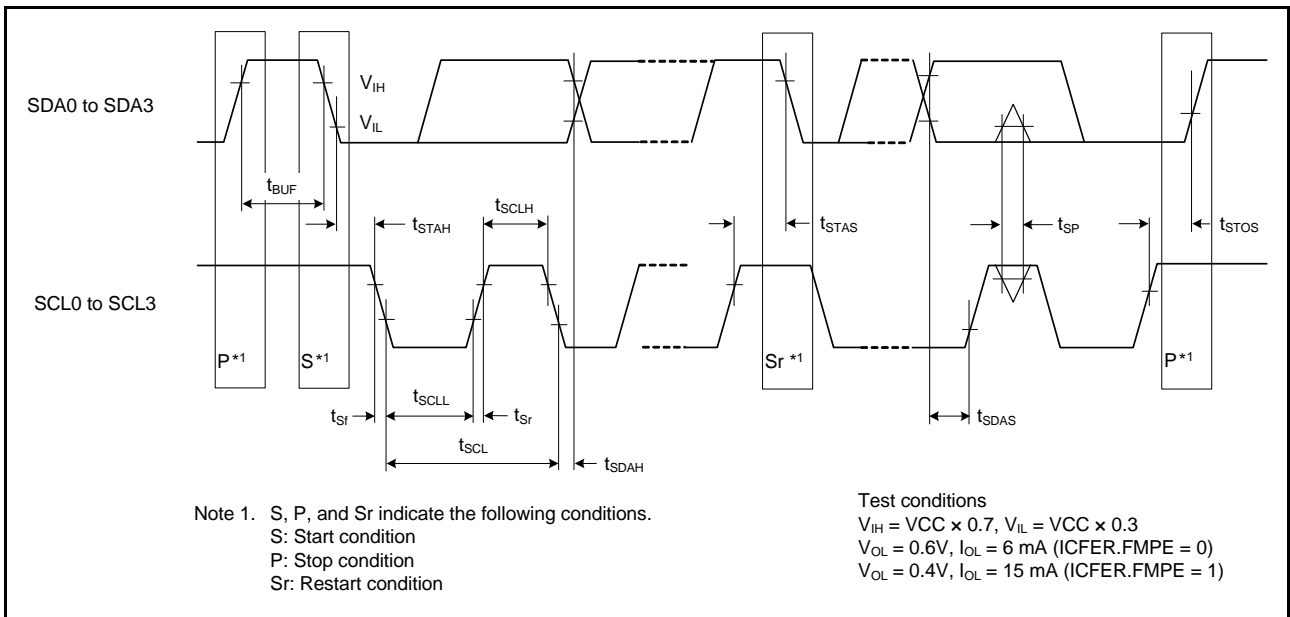 SDA0 to SDA3
VIH
VIL
tBUF
tSTAH
tSCLH
tSTAS
tSP
tSTOS
SCL0 to SCL3
P*1
S*1
Sr *1
P*1
tSf
tSCLL
tSr
tSDAS
tSCL
tSDAH
Note 1. S, P, and Sr indicate the following conditions.
S: Start condition
P: Stop condition
Sr: Restart condition
Test conditions
VIH = VCC × 0.7, VIL = VCC × 0.3
VOL = 0.6V, IOL = 6 mA (ICFER.FMPE = 0)
VOL = 0.4V, IOL = 15 mA (ICFER.FMPE = 1)